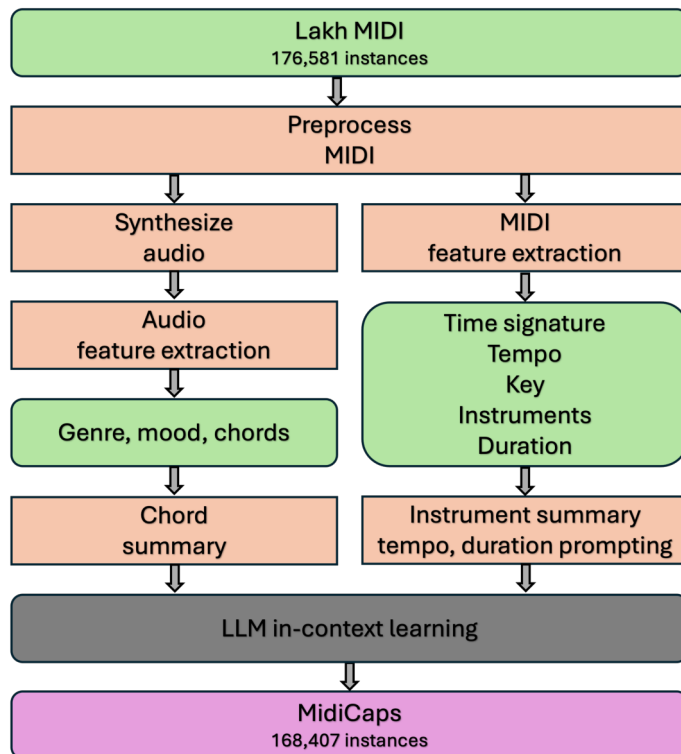 Lakh MIDI
176,581 instances
Preprocess
MIDI
Synthesize
audio
MIDI
feature extraction
Audio
feature extraction
Time signature
Tempo
Key
Instruments
Duration
Genre, mood, chords
Chord
summary
Instrument summary
tempo, duration prompting
LLM in-context learning
MidiCaps
168,407 instances